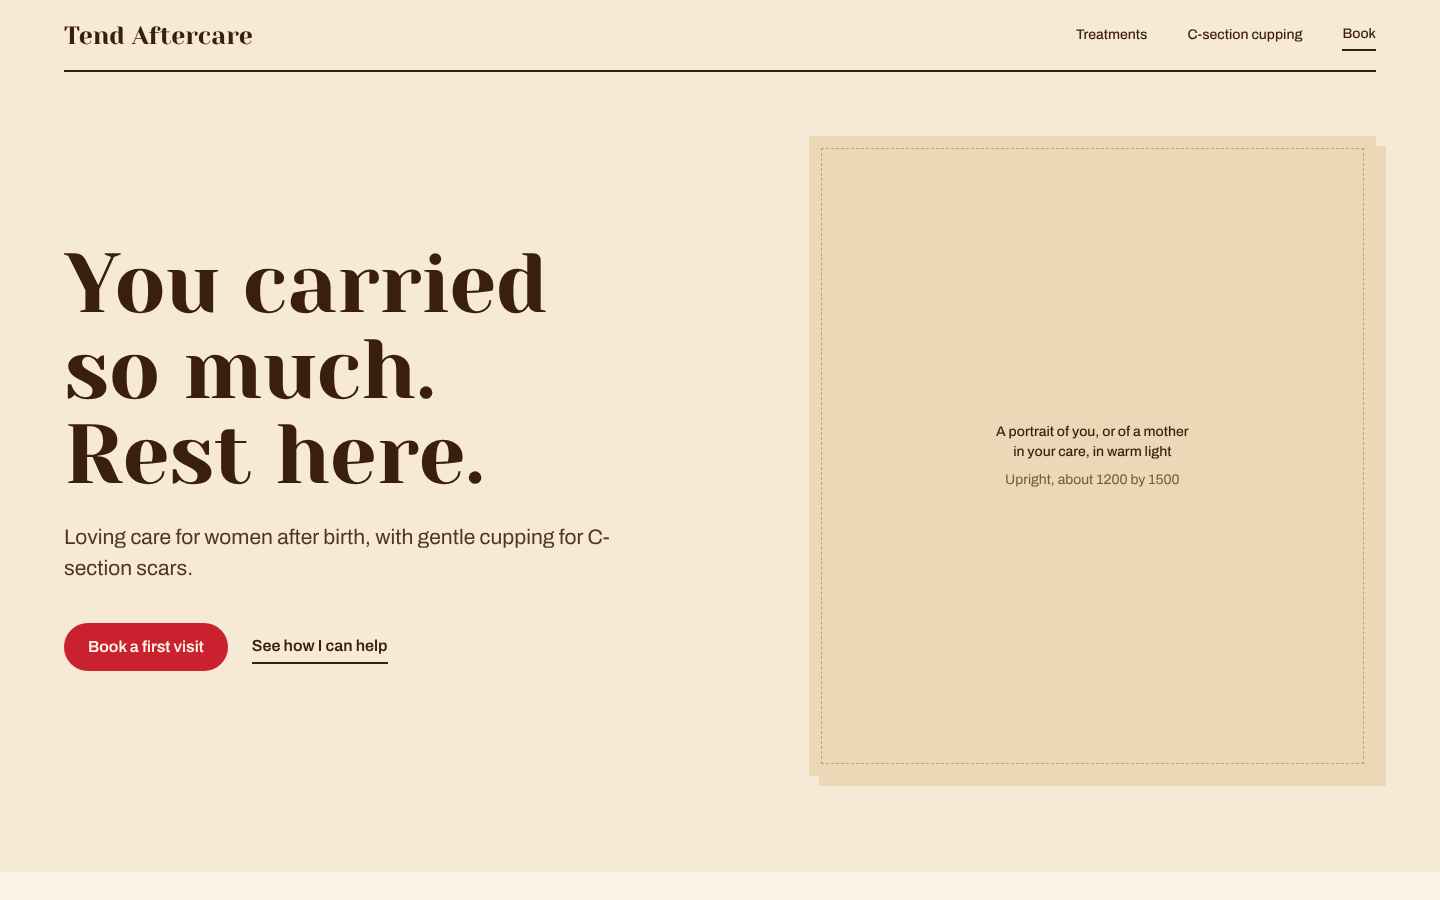 Tend Aftercare
Treatments
C-section cupping
Book
You carried
so much.
Rest here.
Loving care for women after birth, with gentle cupping for C-
section scars.
Book a first visit
See how I can help
A portrait of you, or of a mother
in your care, in warm light
Upright, about 1200 by 1500